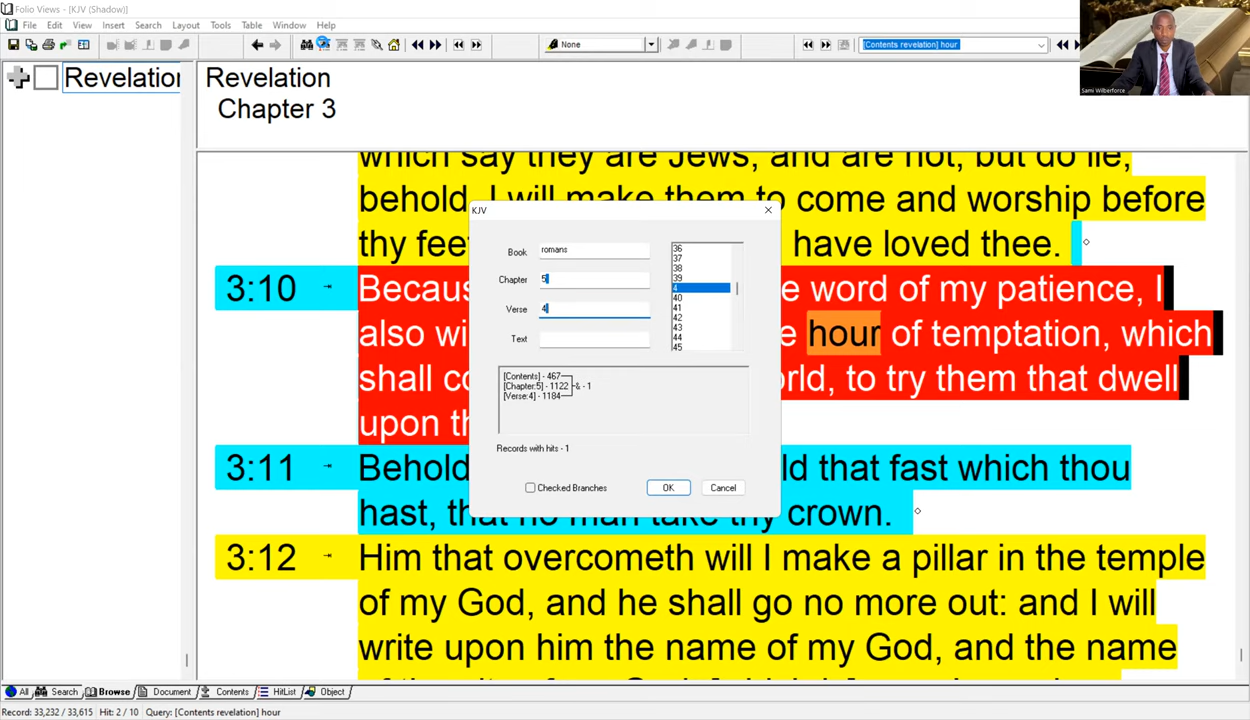 Folio Views - [KJV (Shadow)]
File Edit View Insert Search Layout Tools Table Window Help
None
[Contents revelation] hour
Sami Wilberforce
Revelation
Revelation
Chapter 3
which say they are Jews, and are not, but do lie;
behold, I will make them to come and worship before
thy feet have loved thee.
3:10 Because word of my patience, I
also wi hour of temptation, which
shall co rld, to try them that dwell
upon th
3:11 Behold ld that fast which thou
hast, that no man take thy crown.
3:12 Him that overcometh will I make a pillar in the temple
of my God, and he shall go no more out: and I will
write upon him the name of my God, and the name
KJV
Book romans
Chapter 5
Verse 4
Text
36
37
38
39
4
40
41
42
43
44
45
[Contents] - 467
[Chapter:5] - 1122 & - 1
[Verse:4] - 1184
Records with hits - 1
Checked Branches OK Cancel
All Search Browse Document Contents HitList Object
Record: 33,232 / 33,615 Hit: 2 / 10 Query: [Contents revelation] hour